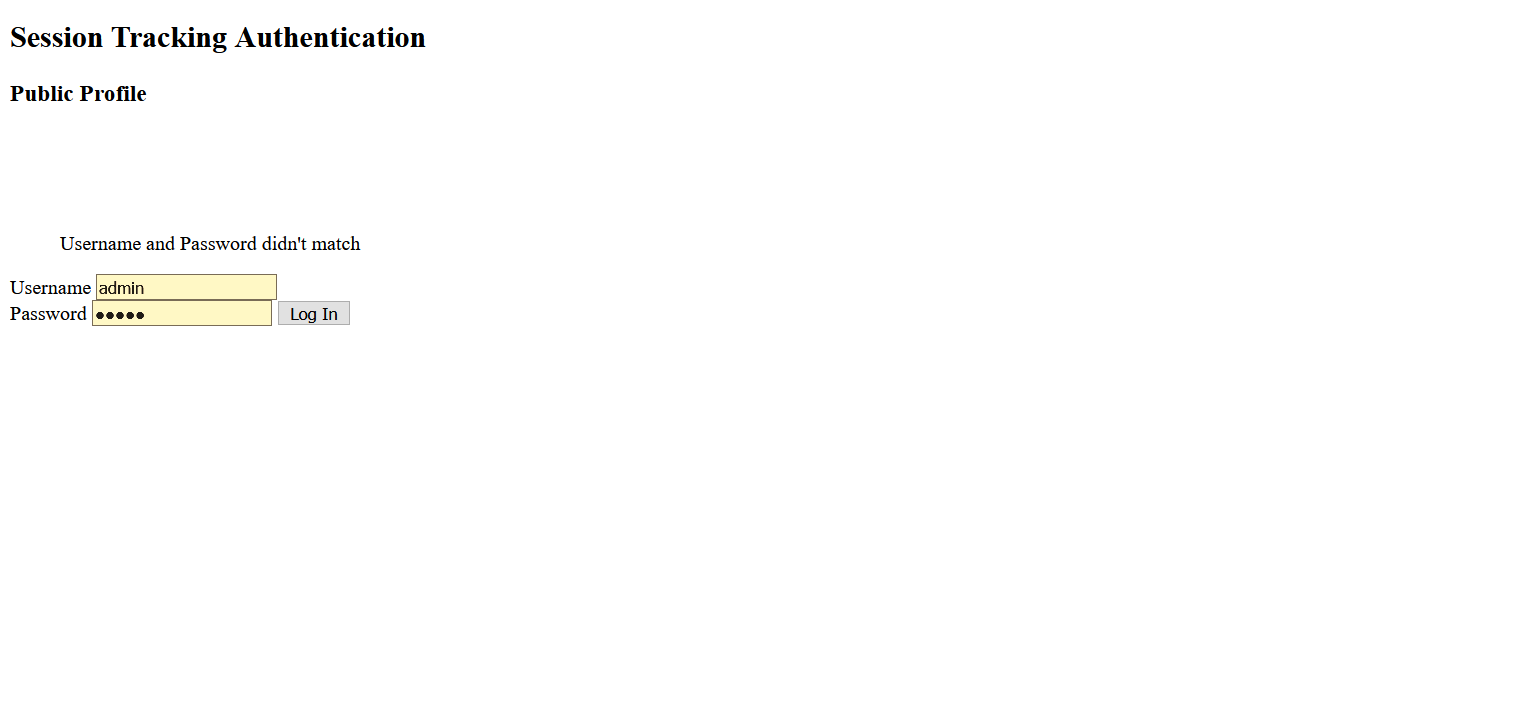 Session Tracking Authentication
Public Profile
Username and Password didn't match
Username admin
Password ●●●●● Log In